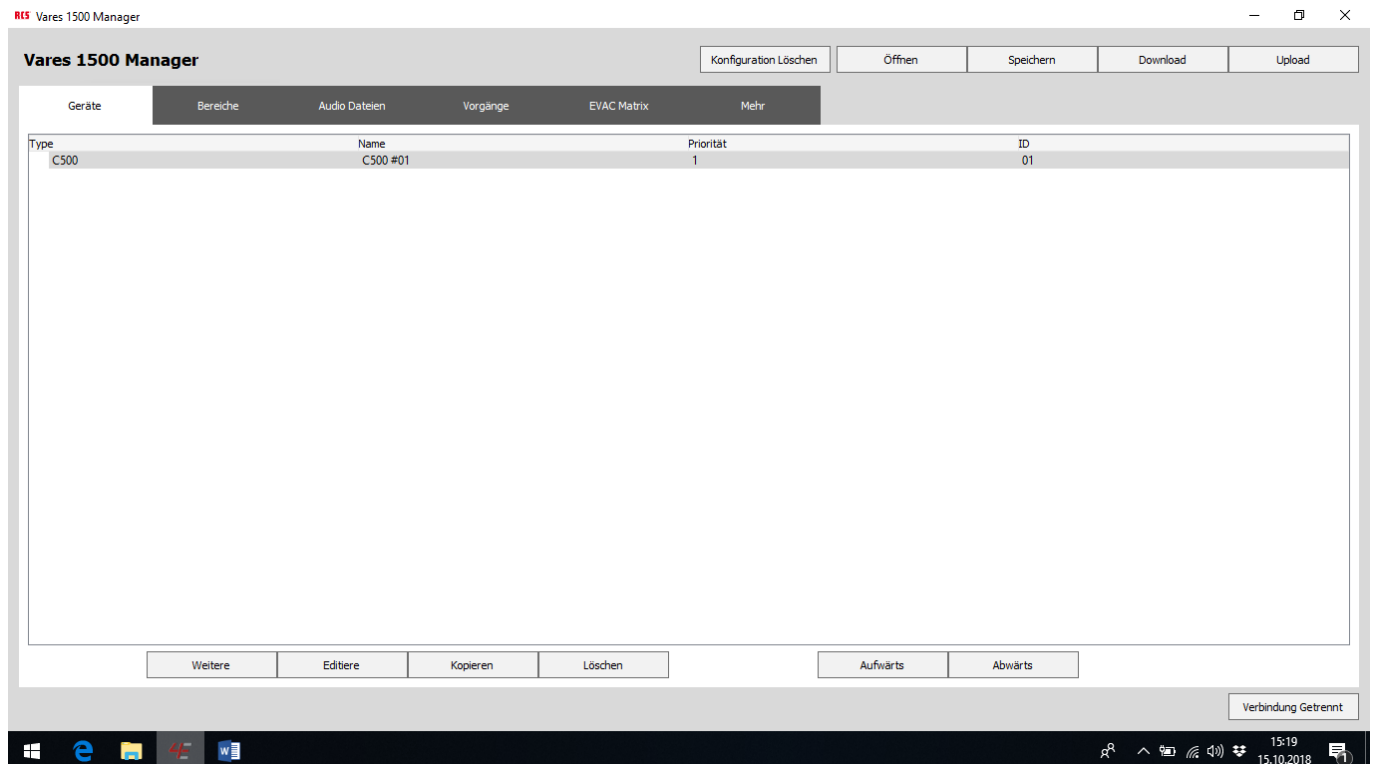 RCS Vares 1500 Manager
Vares 1500 Manager
Konfiguration Löschen Öffnen Speichern Download Upload
Geräte Bereiche Audio Dateien Vorgänge EVAC Matrix Mehr
Type Name Priorität ID
C500 C500 #01 1 01
Weitere Editiere Kopieren Löschen Aufwärts Abwärts
Verbindung Getrennt
15:19
15.10.2018
1